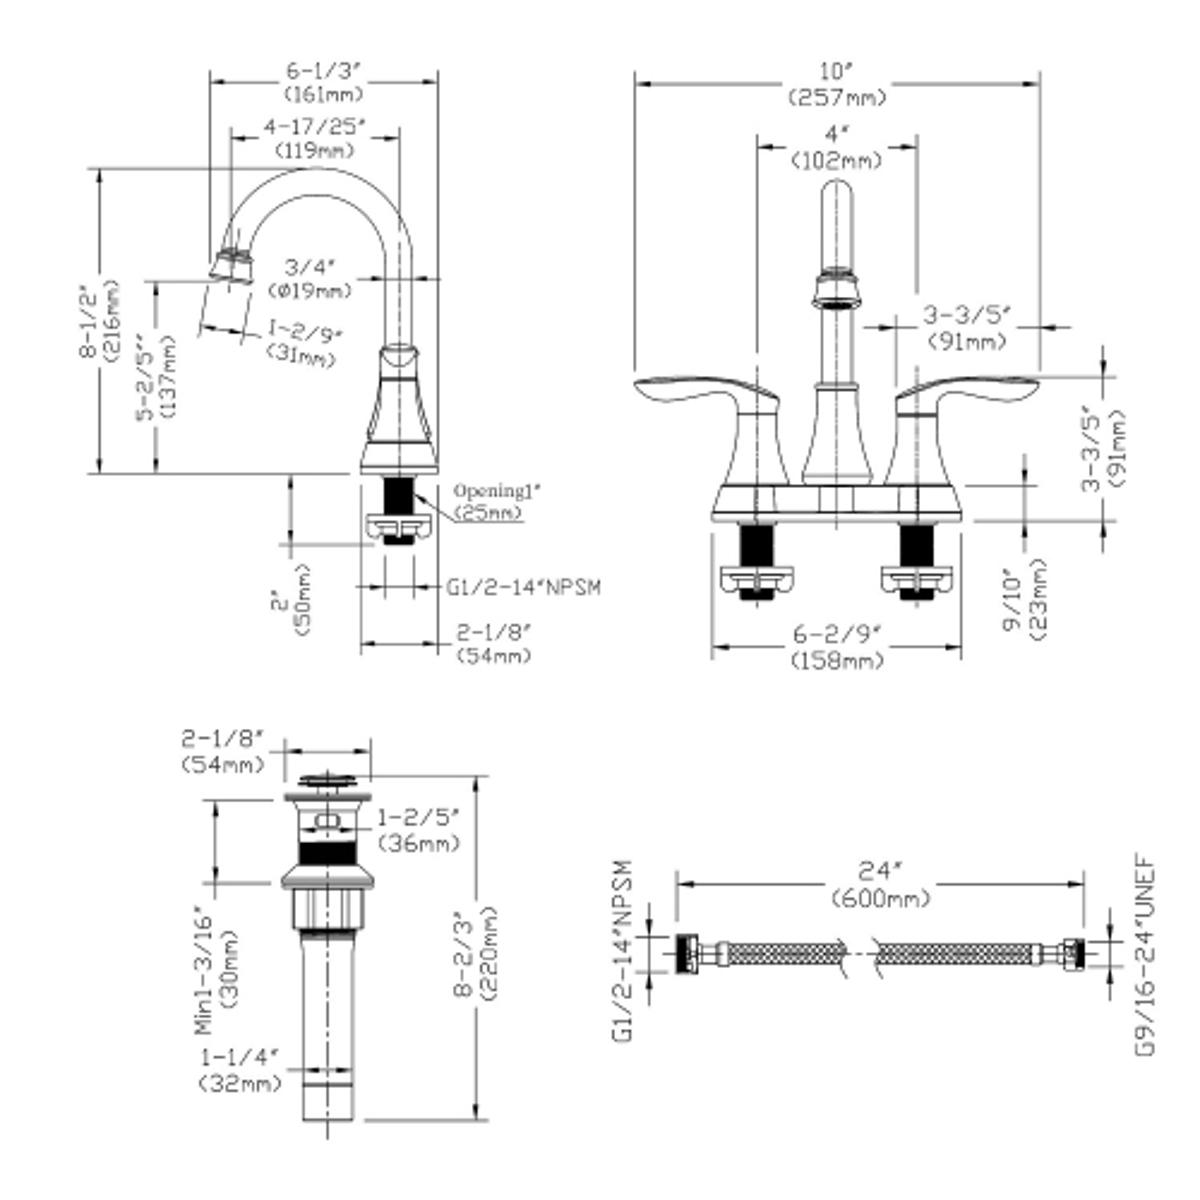 6-1/3″
(161mm)
4-17/25″
(119mm)
3/4″
(Ø19mm)
1-2/9″
(31mm)
8-1/2″
(216mm)
5-2/5″
(137mm)
Opening1″
(25mm)
2″
(50mm)
G1/2-14″NPSM
2-1/8″
(54mm)
10″
(257mm)
4″
(102mm)
3-3/5″
(91mm)
3-3/5″
(91mm)
9/10″
(23mm)
6-2/9″
(158mm)
2-1/8″
(54mm)
1-2/5″
(36mm)
Min1-3/16″
(30mm)
8-2/3″
(220mm)
1-1/4″
(32mm)
24″
(600mm)
G1/2-14″NPSM
G9/16-24″UNEF